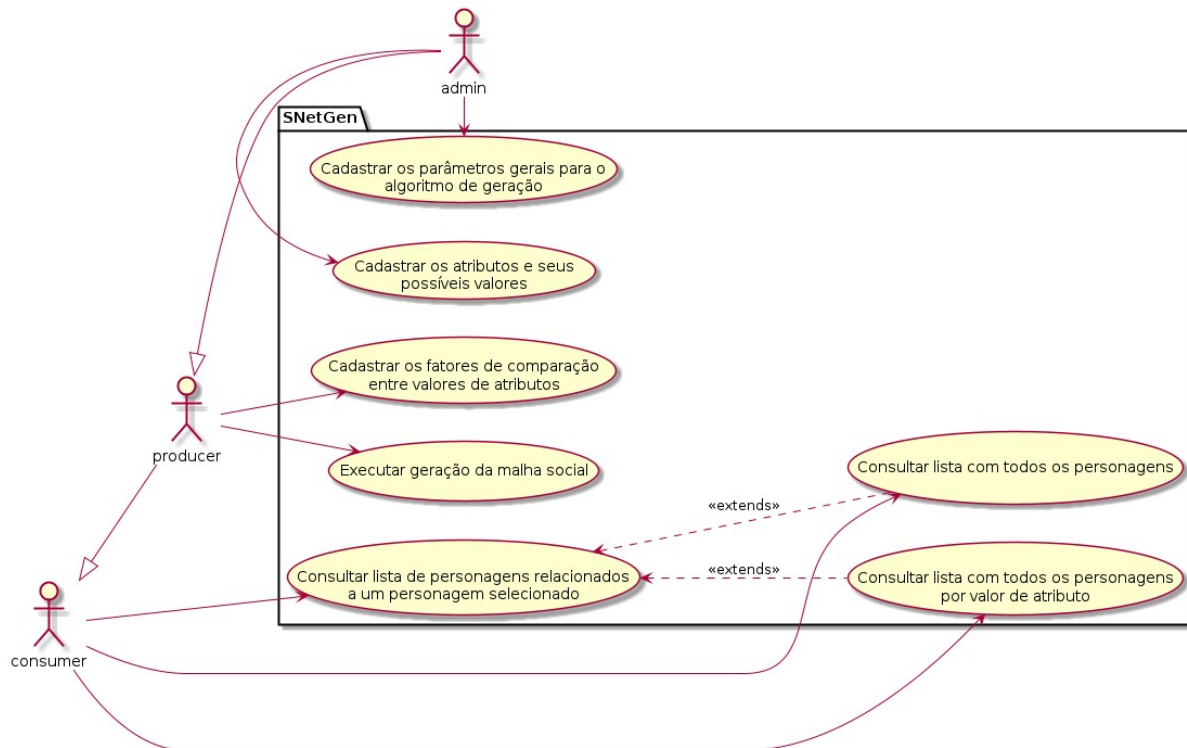 admin
SNetGen
Cadastrar os parâmetros gerais para o
algoritmo de geração
Cadastrar os atributos e seus
possíveis valores
Cadastrar os fatores de comparação
entre valores de atributos
producer
Executar geração da malha social
Consultar lista com todos os personagens
«extends»
Consultar lista de personagens relacionados
a um personagem selecionado
«extends»
Consultar lista com todos os personagens
por valor de atributo
consumer